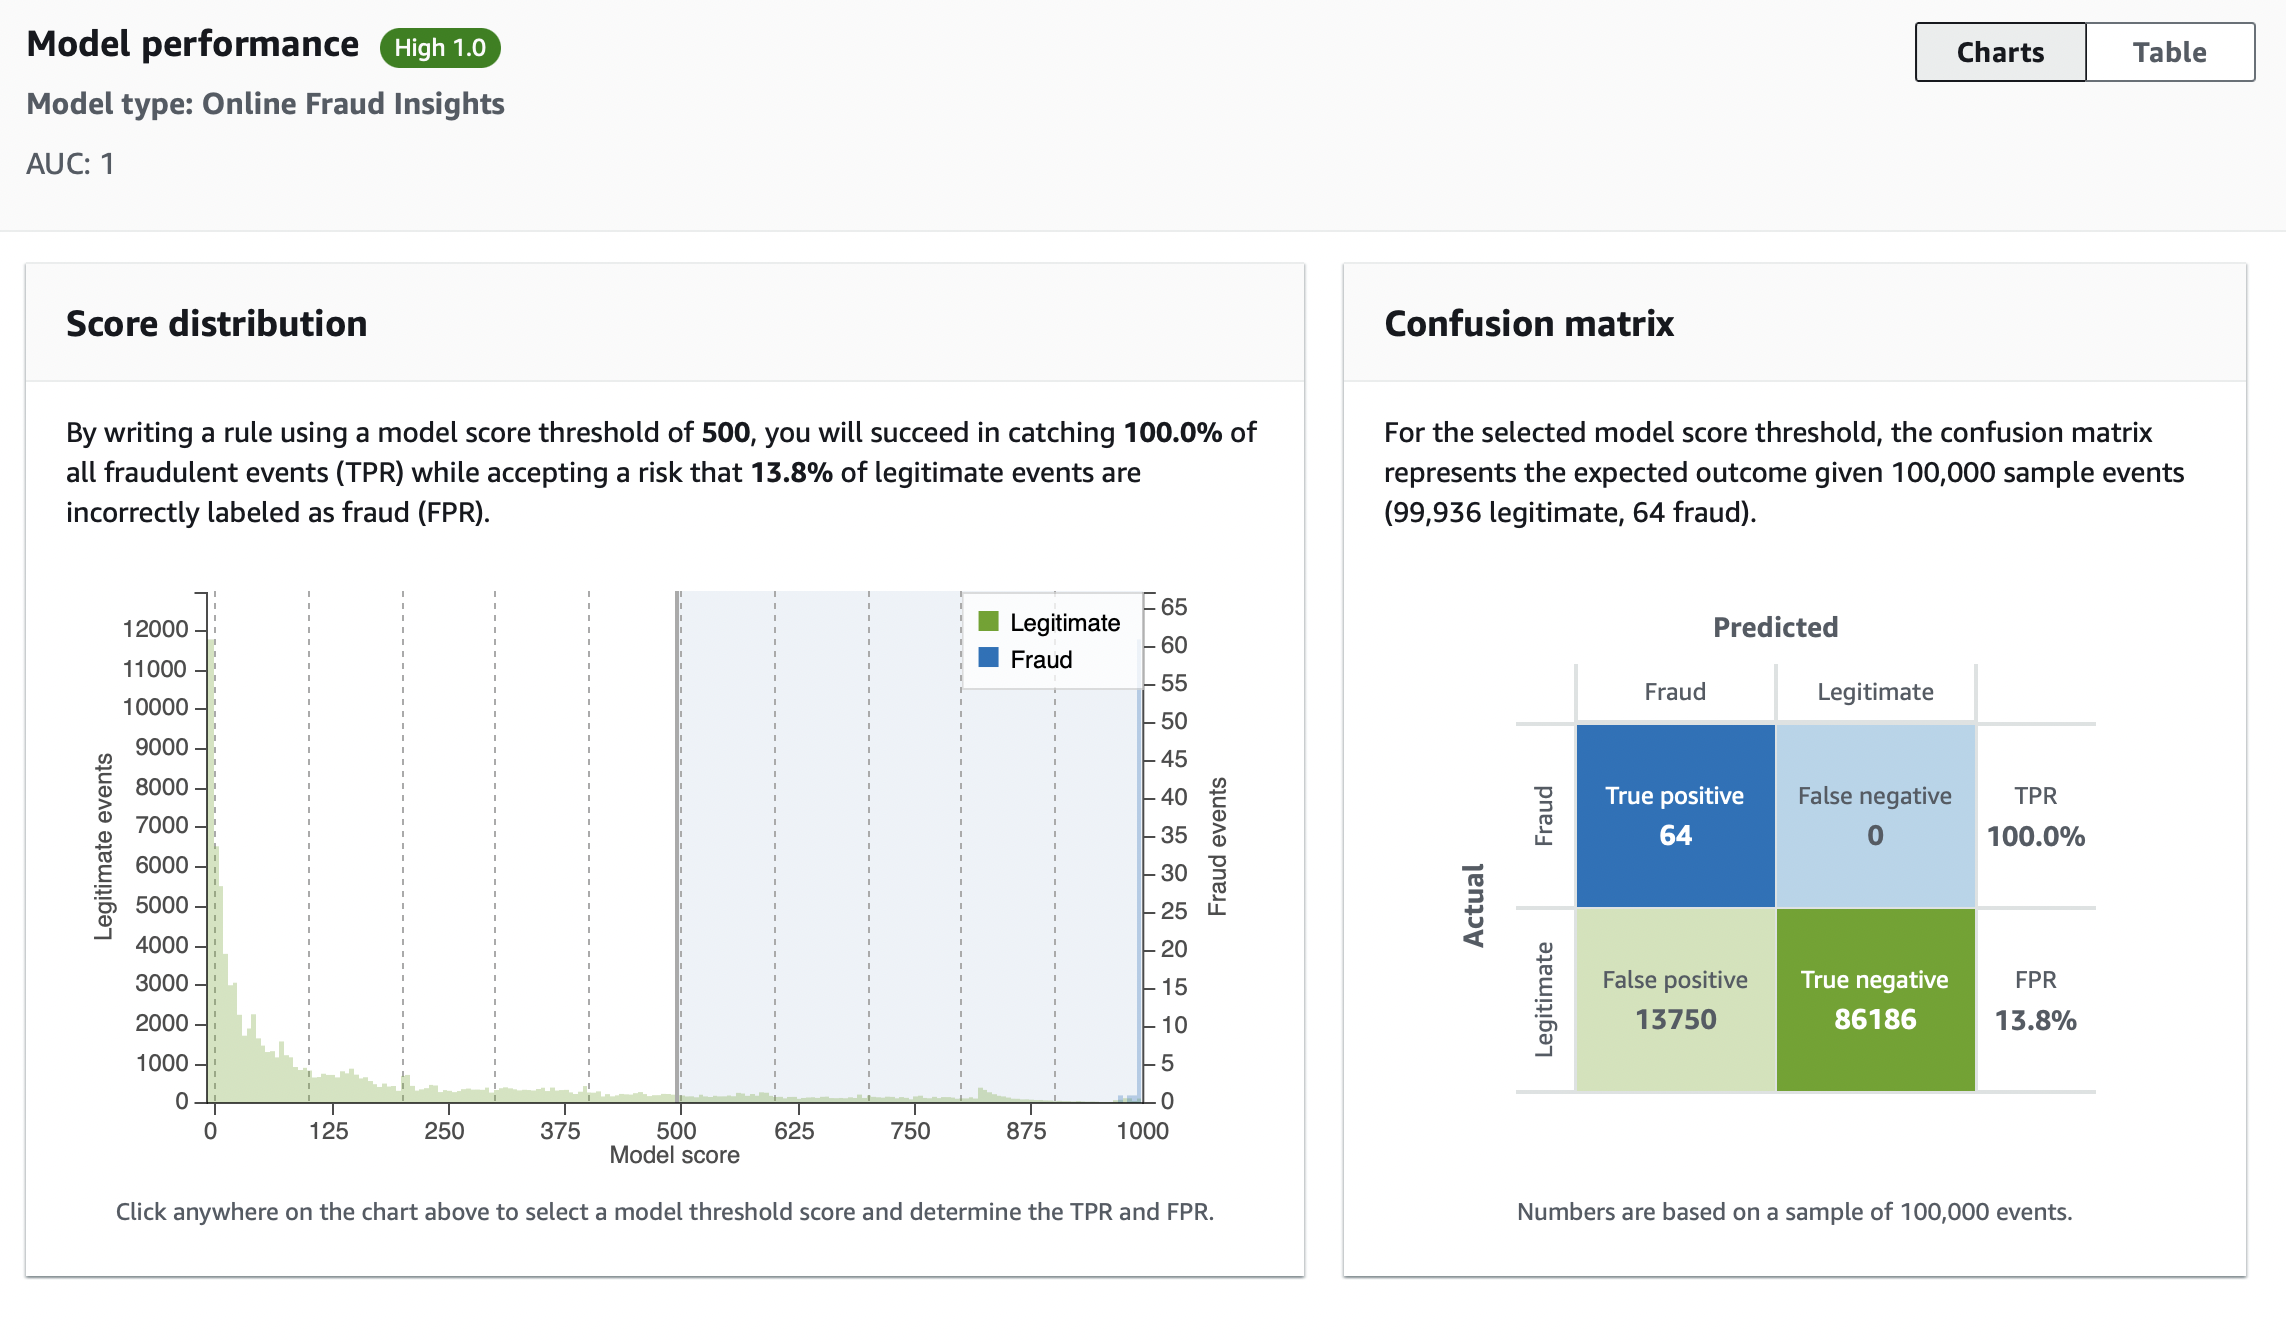 Model performance High 1.0
Charts Table
Model type: Online Fraud Insights
AUC: 1
Score distribution
By writing a rule using a model score threshold of 500, you will succeed in catching 100.0% of
all fraudulent events (TPR) while accepting a risk that 13.8% of legitimate events are
incorrectly labeled as fraud (FPR).
Legitimate events
12000
11000
10000
9000
8000
7000
6000
5000
4000
3000
2000
1000
0
Legitimate
Fraud
65
60
55
50
45
40
35
30
25
20
15
10
5
0
Fraud events
0 125 250 375 500 625 750 875 1000
Model score
Click anywhere on the chart above to select a model threshold score and determine the TPR and FPR.
Confusion matrix
For the selected model score threshold, the confusion matrix
represents the expected outcome given 100,000 sample events
(99,936 legitimate, 64 fraud).
Predicted
Fraud Legitimate
Actual
Fraud
True positive False negative TPR
64 0 100.0%
Legitimate
False positive True negative FPR
13750 86186 13.8%
Numbers are based on a sample of 100,000 events.